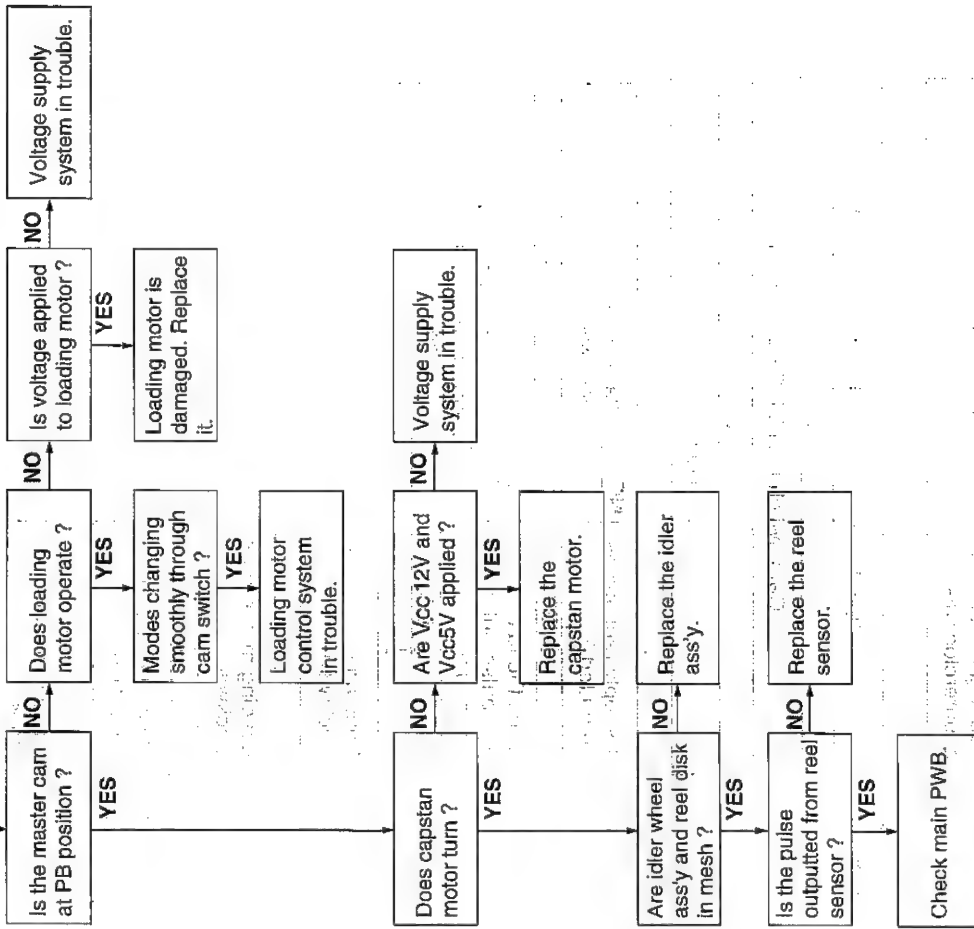 Is the master cam
at PB position ?
NO
Does loading
motor operate ?
NO
Is voltage applied
to loading motor ?
NO
Voltage supply
system in trouble.
YES
YES
YES
Modes changing
smoothly through
cam switch ?
Loading motor is
damaged. Replace
it.
YES
Loading motor
control system
in trouble.
Does capstan
motor turn ?
NO
Are Vcc 12V and
Vcc5V applied ?
NO
Voltage supply
system in trouble.
YES
YES
Replace the
capstan motor.
Are idler wheel
ass'y and reel disk
in mesh ?
NO
Replace the idler
ass'y.
YES
Is the pulse
outputted from reel
sensor ?
NO
Replace the reel
sensor.
YES
Check main PWB.